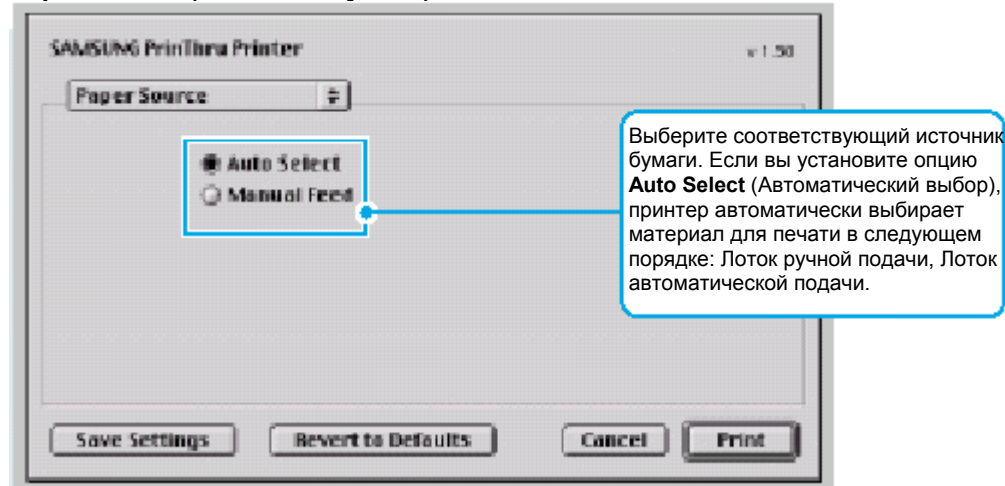 SAMSUNG PrinThru Printer
v 1.50
Paper Source
Auto Select
Manual Feed
Выберите соответствующий источник
бумаги. Если вы установите опцию
Auto Select (Автоматический выбор),
принтер автоматически выбирает
материал для печати в следующем
порядке: Лоток ручной подачи, Лоток
автоматической подачи.
Save Settings
Revert to Defaults
Cancel
Print